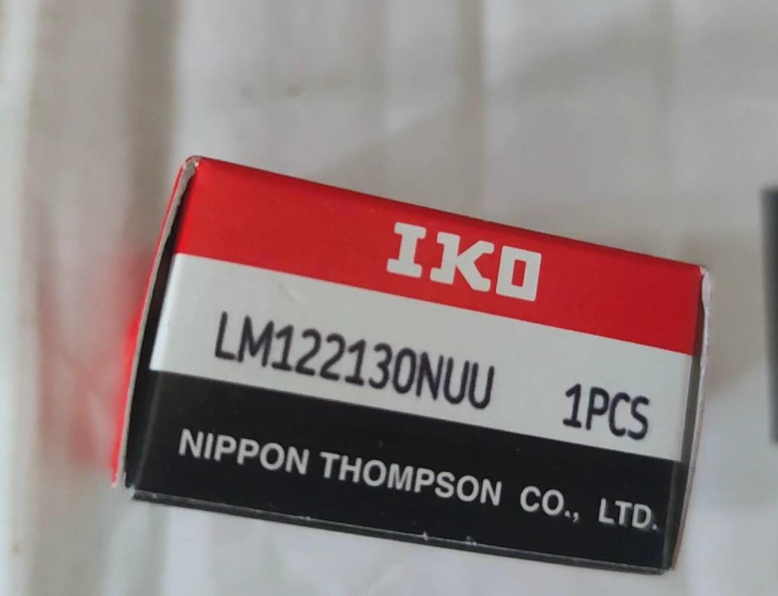 IKO
LM122130NUU 1PCS
NIPPON THOMPSON CO., LTD.